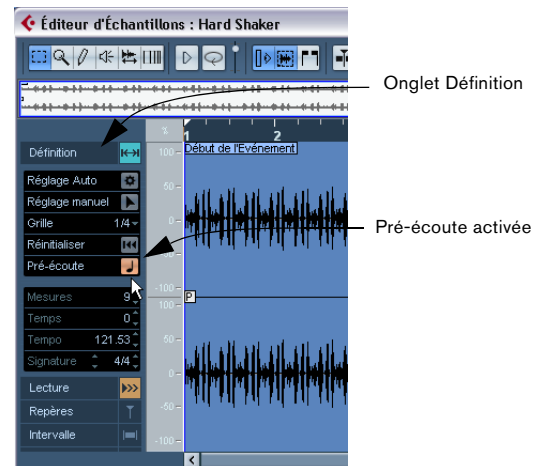 Éditeur d'Échantillons : Hard Shaker
Onglet Définition
%
1 2
Définition
100
Début de l'Evénement
Réglage Auto
50
Réglage manuel
Grille 1/4
0
Pré-écoute activée
Réinitialiser
-50
Pré-écoute
-100
Mesures 9
P
100
Temps 0
Tempo 121.53
50
Signature 4/4
0
Lecture
-50
Repères
Intervalle
-100